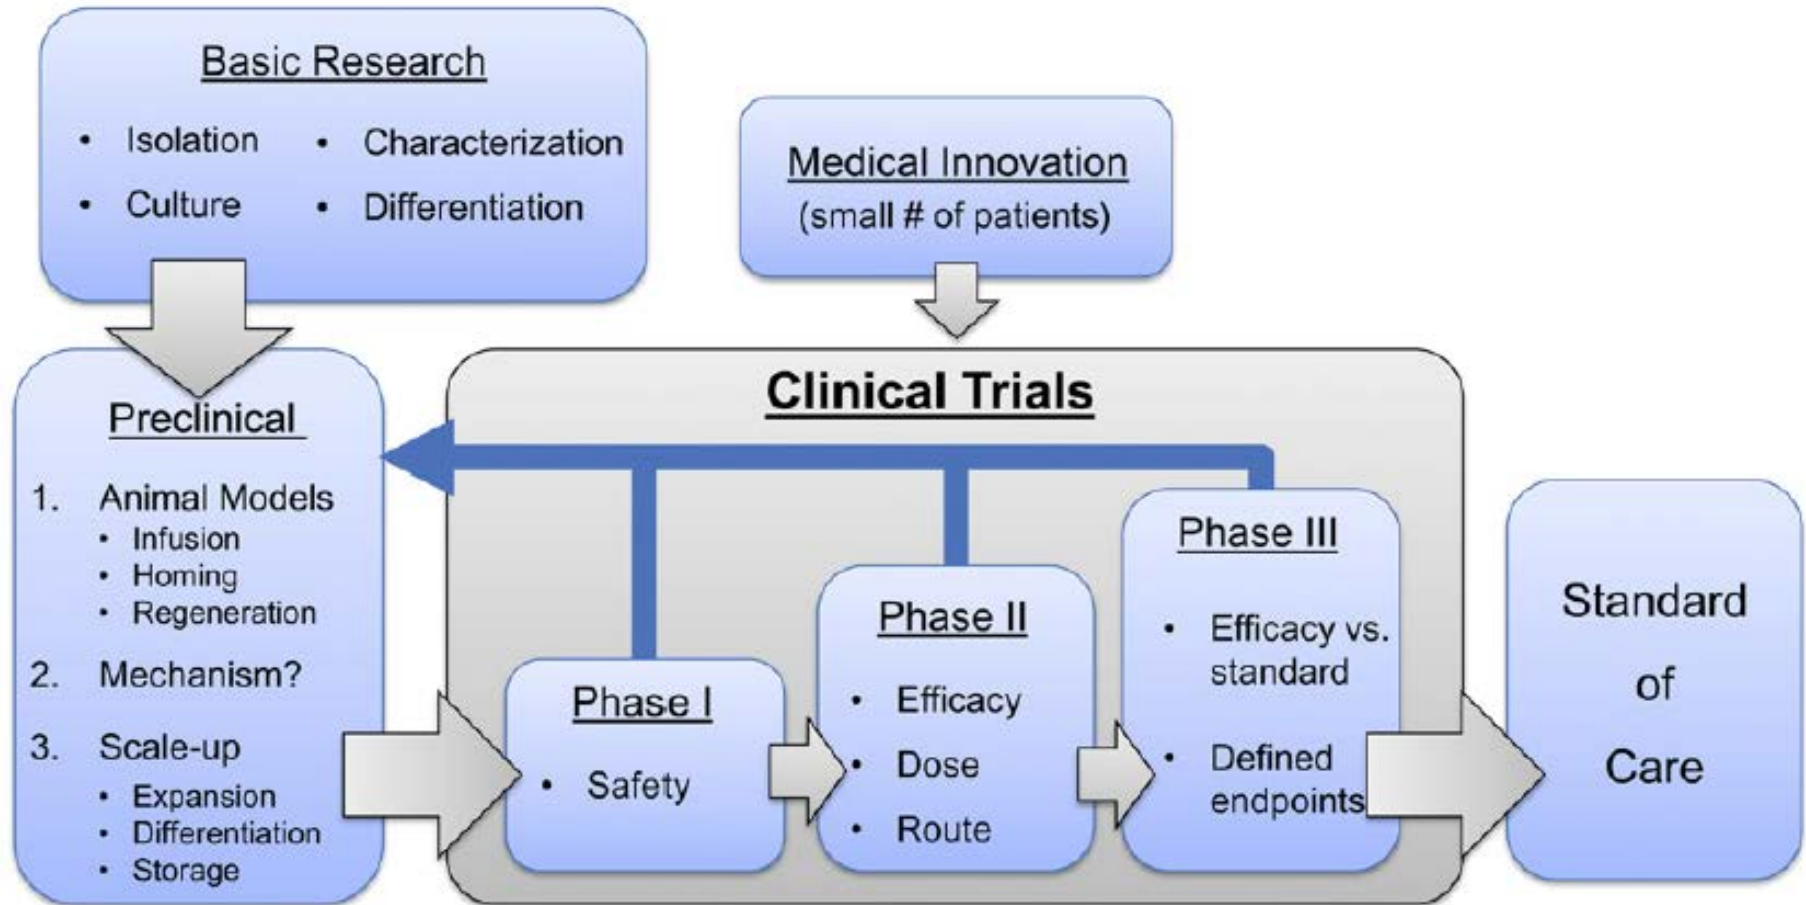 Basic Research
• Isolation
• Culture
• Characterization
• Differentiation
Medical Innovation
(small # of patients)
Preclinical
1. Animal Models
• Infusion
• Homing
• Regeneration
2. Mechanism?
3. Scale-up
• Expansion
• Differentiation
• Storage
Clinical Trials
Phase I
• Safety
Phase II
• Efficacy
• Dose
• Route
Phase III
• Efficacy vs.
standard
• Defined
endpoints
Standard
of
Care